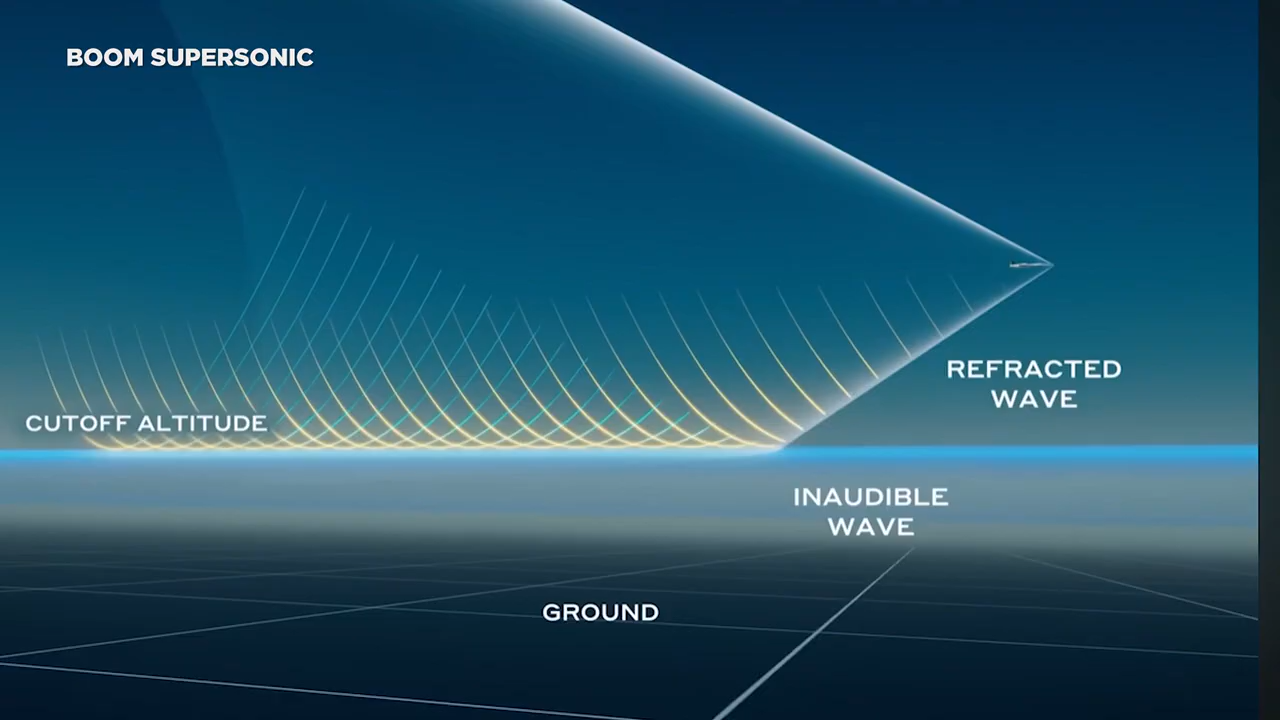 BOOM SUPERSONIC
REFRACTED
WAVE
CUTOFF ALTITUDE
INAUDIBLE
WAVE
GROUND